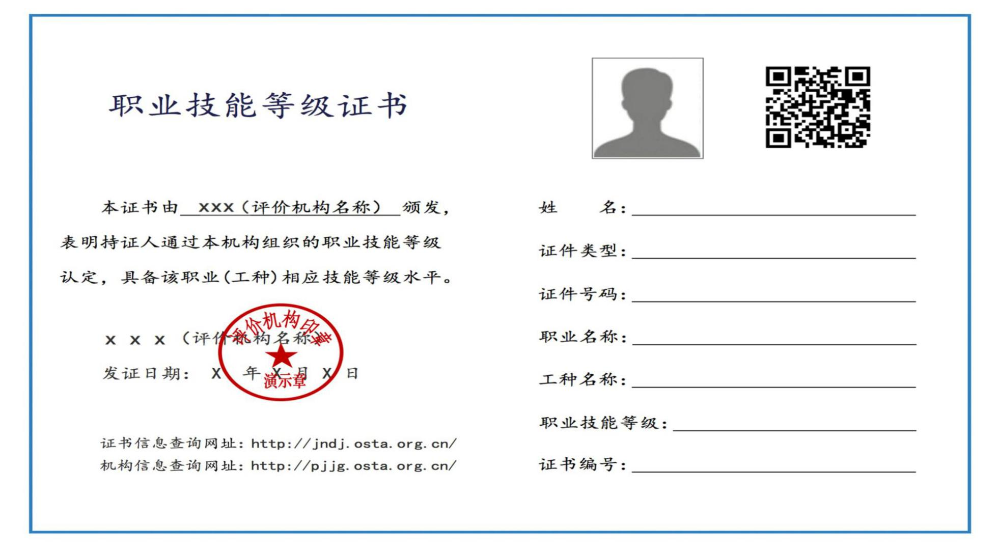 职业技能等级证书
本证书由 xxx（评价机构名称） 颁发，
表明持证人通过本机构组织的职业技能等级
认定，具备该职业(工种)相应技能等级水平。
x x x （评价机构名称）
发证日期： X 年 X 月 X 日
评价机构印章
演示章
证书信息查询网址：http://jndj.osta.org.cn/
机构信息查询网址：http://pjjg.osta.org.cn/
姓 名：
证件类型：
证件号码：
职业名称：
工种名称：
职业技能等级：
证书编号：